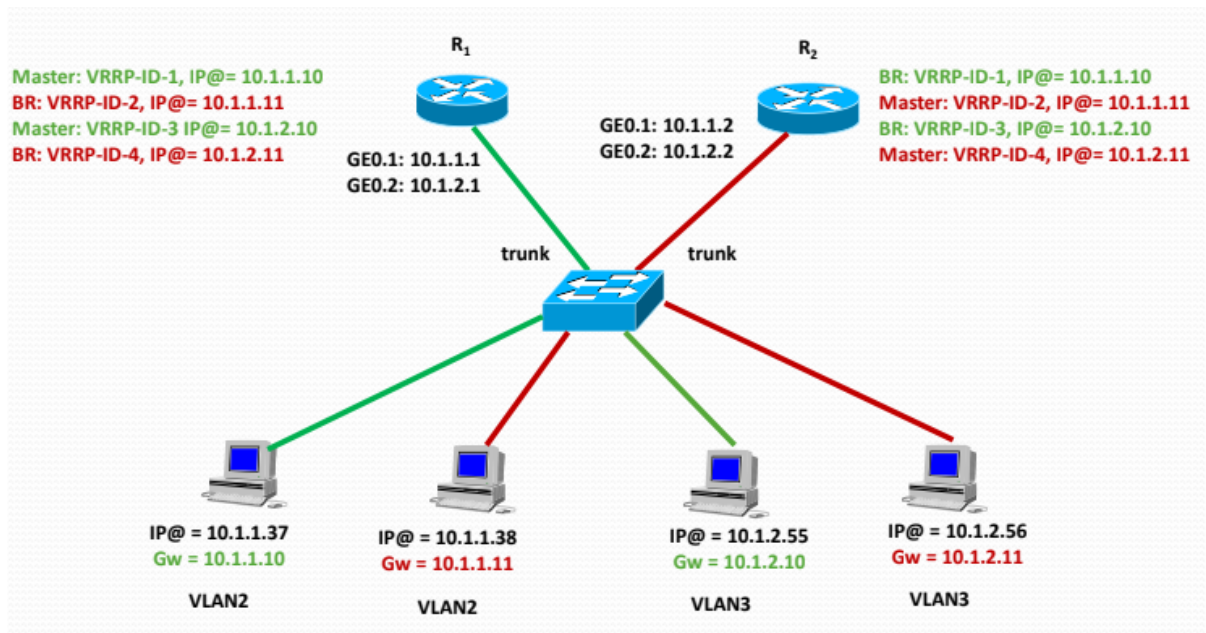 R1
R2
Master: VRRP-ID-1, IP@= 10.1.1.10
BR: VRRP-ID-2, IP@= 10.1.1.11
Master: VRRP-ID-3 IP@= 10.1.2.10
BR: VRRP-ID-4, IP@= 10.1.2.11
BR: VRRP-ID-1, IP@= 10.1.1.10
Master: VRRP-ID-2, IP@= 10.1.1.11
BR: VRRP-ID-3, IP@= 10.1.2.10
Master: VRRP-ID-4, IP@= 10.1.2.11
GE0.1: 10.1.1.1
GE0.2: 10.1.2.1
GE0.1: 10.1.1.2
GE0.2: 10.1.2.2
trunk
trunk
IP@ = 10.1.1.37
Gw = 10.1.1.10
VLAN2
IP@ = 10.1.1.38
Gw = 10.1.1.11
VLAN2
IP@ = 10.1.2.55
Gw = 10.1.2.10
VLAN3
IP@ = 10.1.2.56
Gw = 10.1.2.11
VLAN3